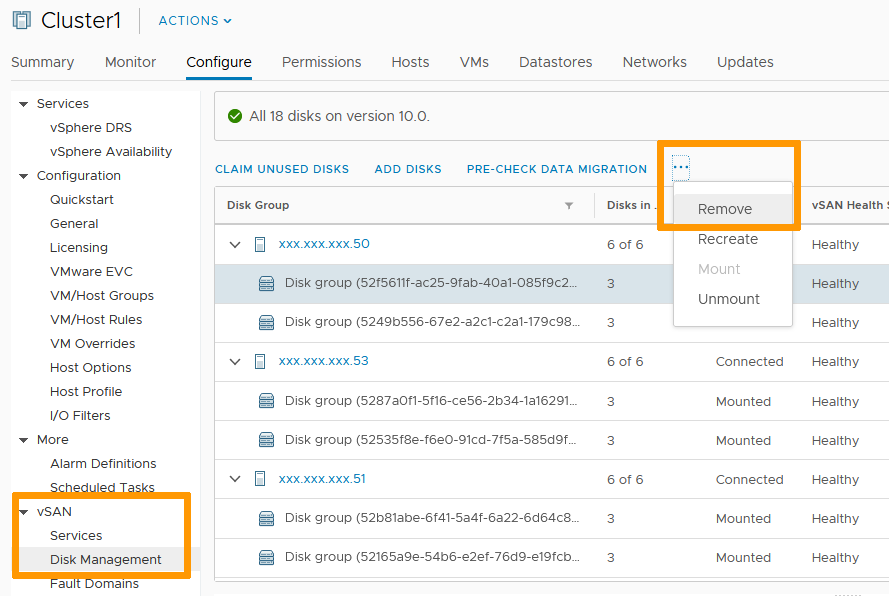 Cluster1 ACTIONS
Summary Monitor Configure Permissions Hosts VMs Datastores Networks Updates
Services
vSphere DRS
vSphere Availability
Configuration
Quickstart
General
Licensing
VMware EVC
VM/Host Groups
VM/Host Rules
VM Overrides
Host Options
Host Profile
I/O Filters
More
Alarm Definitions
Scheduled Tasks
vSAN
Services
Disk Management
Fault Domains
All 18 disks on version 10.0.
CLAIM UNUSED DISKS ADD DISKS PRE-CHECK DATA MIGRATION ...
Remove
Recreate
Mount
Unmount
Disk Group Disks in vSAN Health S
xxx.xxx.xxx.50 6 of 6 Healthy
Disk group (52f5611f-ac25-9fab-40a1-085f9c2... 3 Healthy
Disk group (5249b556-67e2-a2c1-c2a1-179c98... 3 Healthy
xxx.xxx.xxx.53 6 of 6 Connected Healthy
Disk group (5287a0f1-5f16-ce56-2b34-1a16291... 3 Mounted Healthy
Disk group (52535f8e-f6e0-91cd-7f5a-585d9f... 3 Mounted Healthy
xxx.xxx.xxx.51 6 of 6 Connected Healthy
Disk group (52b81abe-6f41-5a4f-6a22-6d64c8... 3 Mounted Healthy
Disk group (52165a9e-54b6-e2ef-76d9-e19fcb... 3 Mounted Healthy